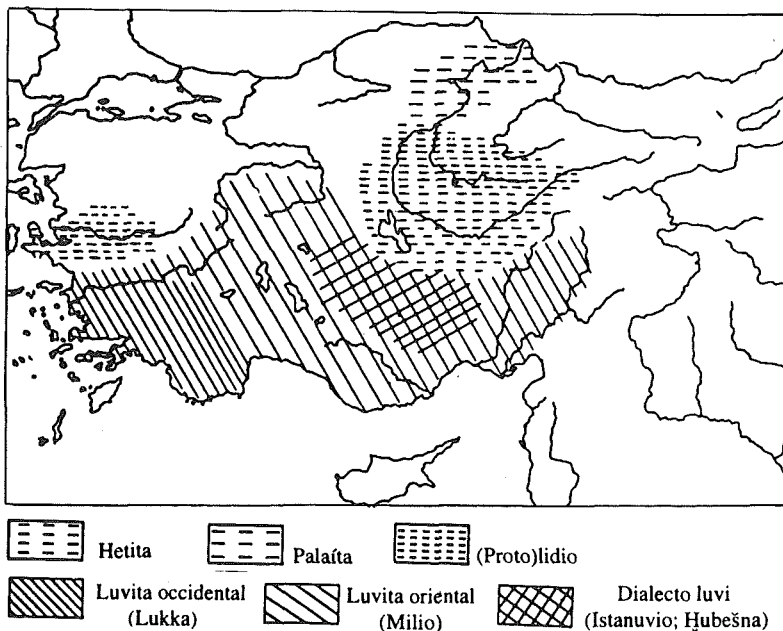 Hetita
Palaíta
(Proto)lidio
Luvita occidental
(Lukka)
Luvita oriental
(Milio)
Dialecto luvi
(Istanuvio; Ḫubešna)